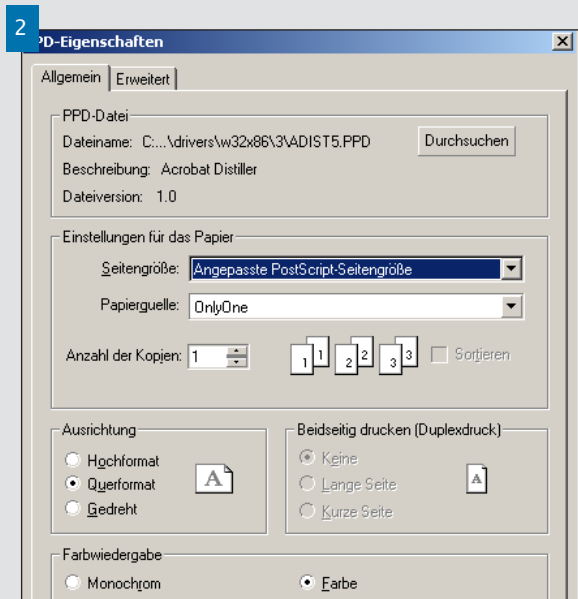 2
PD-Eigenschaften
Allgemein Erweitert
PPD-Datei
Dateiname: C:...\drivers\w32x86\3\ADIST5.PPD Durchsuchen
Beschreibung: Acrobat Distiller
Dateiversion: 1.0
Einstellungen für das Papier
Seitengröße: Angepasste PostScript-Seitengröße
Papierquelle: OnlyOne
Anzahl der Kopien: 1 1 1 2 2 3 3 Sortieren
Ausrichtung
Hochformat
Querformat
Gedreht
A
Beidseitig drucken (Duplexdruck)
Keine
Lange Seite
Kurze Seite
A
Farbwiedergabe
Monochrom Farbe